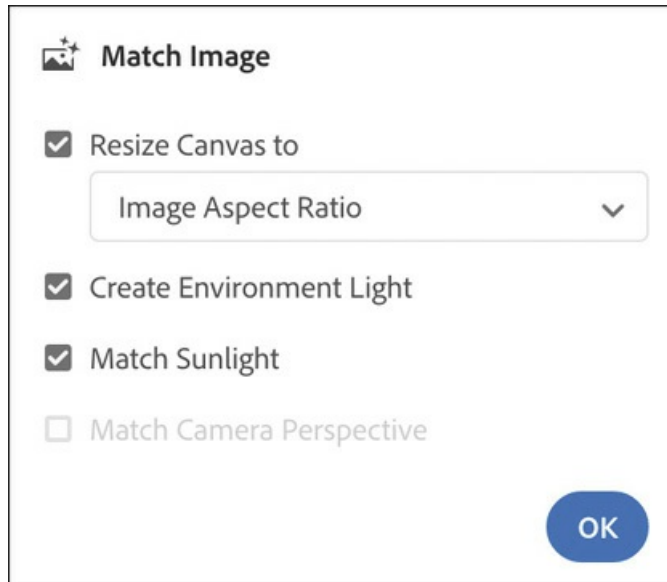 Match Image
Resize Canvas to
Image Aspect Ratio
Create Environment Light
Match Sunlight
Match Camera Perspective
OK